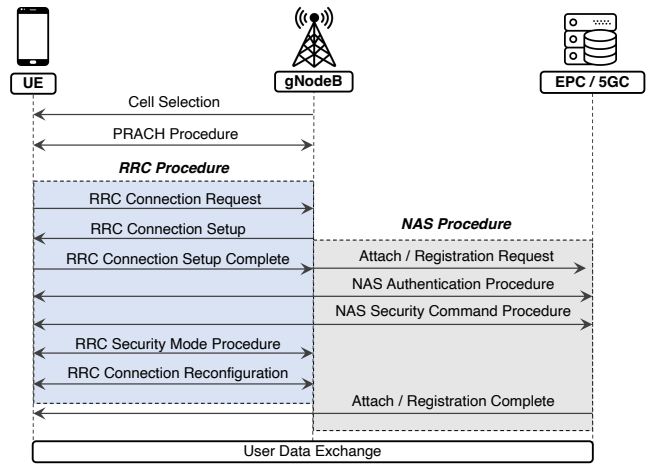 UE
gNodeB
EPC / 5GC
Cell Selection
PRACH Procedure
RRC Procedure
RRC Connection Request
RRC Connection Setup
NAS Procedure
RRC Connection Setup Complete
Attach / Registration Request
NAS Authentication Procedure
NAS Security Command Procedure
RRC Security Mode Procedure
RRC Connection Reconfiguration
Attach / Registration Complete
User Data Exchange